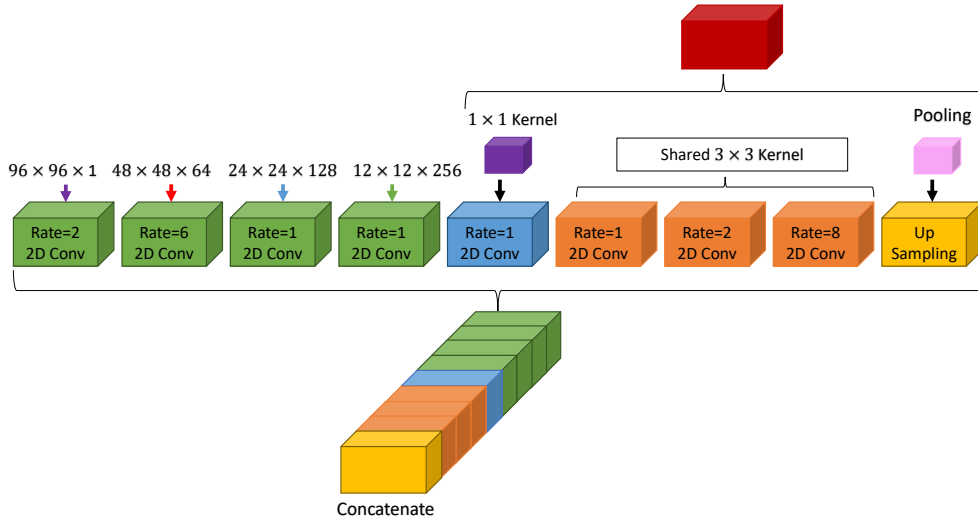 1 × 1 Kernel
Pooling
Shared 3 × 3 Kernel
96 × 96 × 1
48 × 48 × 64
24 × 24 × 128
12 × 12 × 256
Rate=2
2D Conv
Rate=6
2D Conv
Rate=1
2D Conv
Rate=1
2D Conv
Rate=1
2D Conv
Rate=1
2D Conv
Rate=2
2D Conv
Rate=8
2D Conv
Up
Sampling
Concatenate